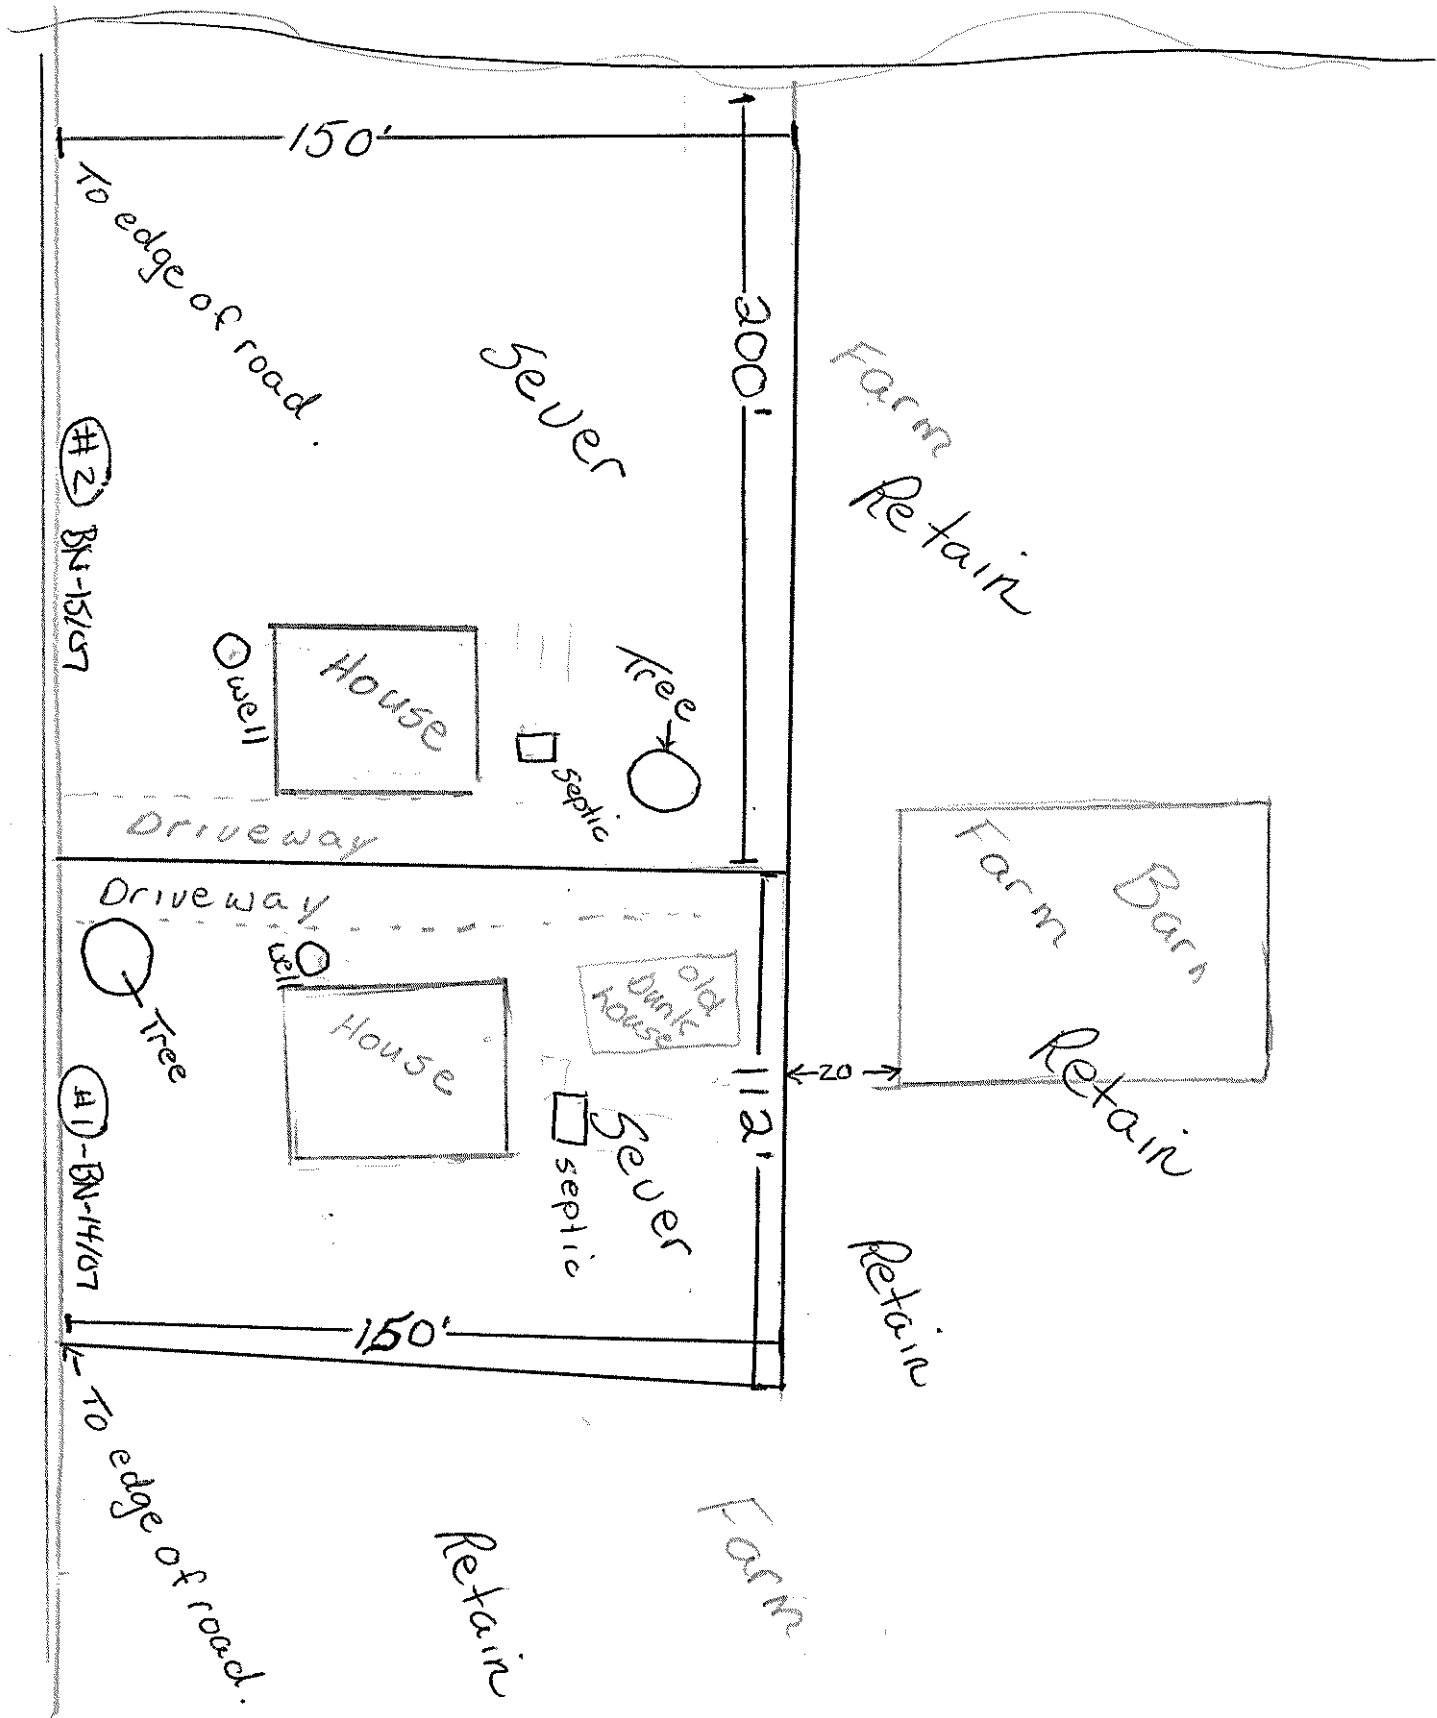 150'
To edge of road.
Sever
200'
Farm
Retain
#2 BN-15/07
House
well
septic
Tree
Driveway
Driveway
Farm
Barn
Retain
Tree
well
House
old
bunk
house
20
#1-BN-14/07
septic
Sever
112'
150'
Retain
To edge of road.
Retain
Farm